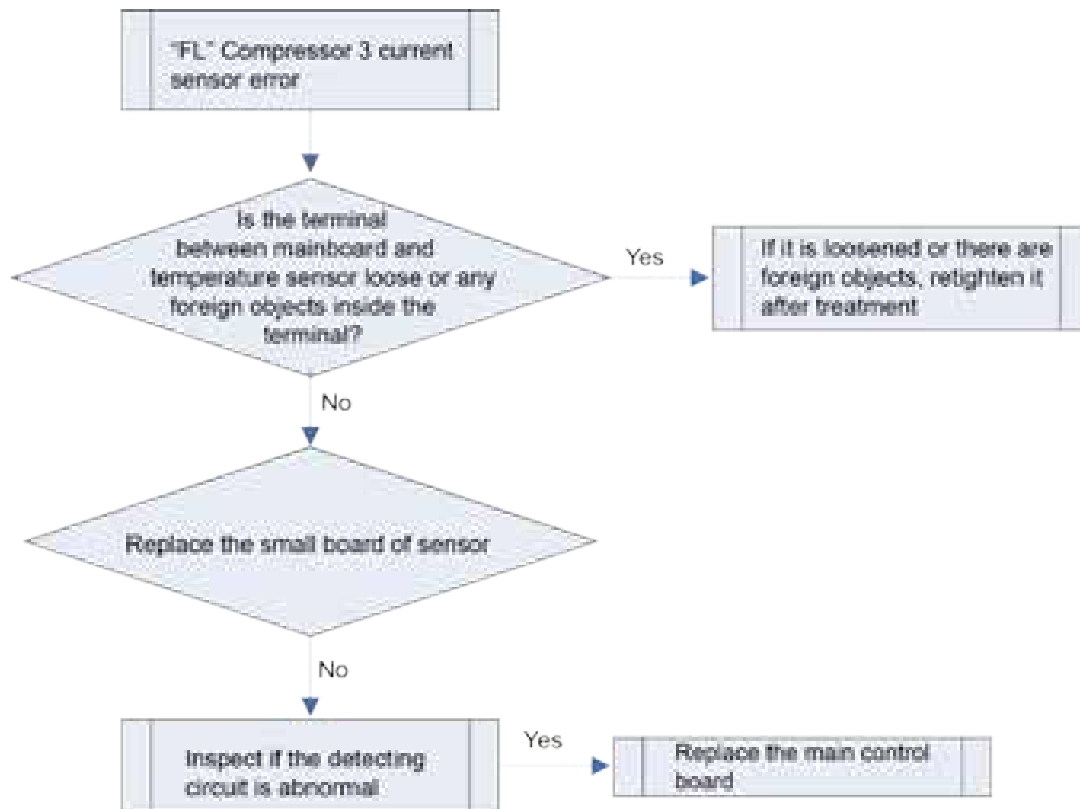 "FL" Compressor 3 current
sensor error
Is the terminal
between mainboard and
temperature sensor loose or any
foreign objects inside the
terminal?
Yes
If it is loosened or there are
foreign objects, retighten it
after treatment
No
Replace the small board of sensor
No
Inspect if the detecting
circuit is abnormal
Yes
Replace the main control
board